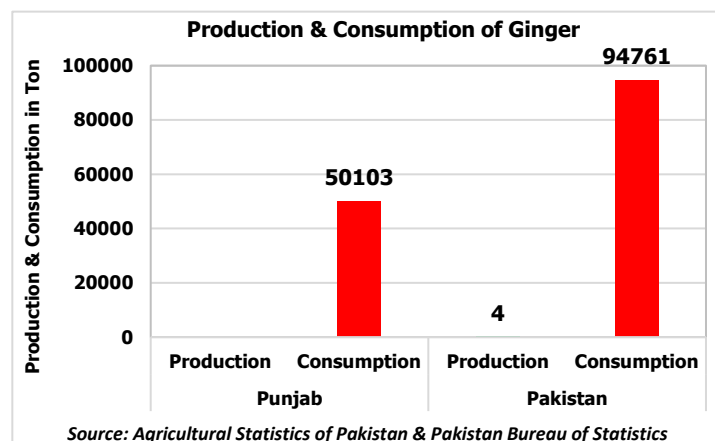 Production & Consumption of Ginger
Production & Consumption in Ton
100000
80000
60000
40000
20000
0
50103
4
94761
Production Consumption Production Consumption
Punjab Pakistan
Source: Agricultural Statistics of Pakistan & Pakistan Bureau of Statistics